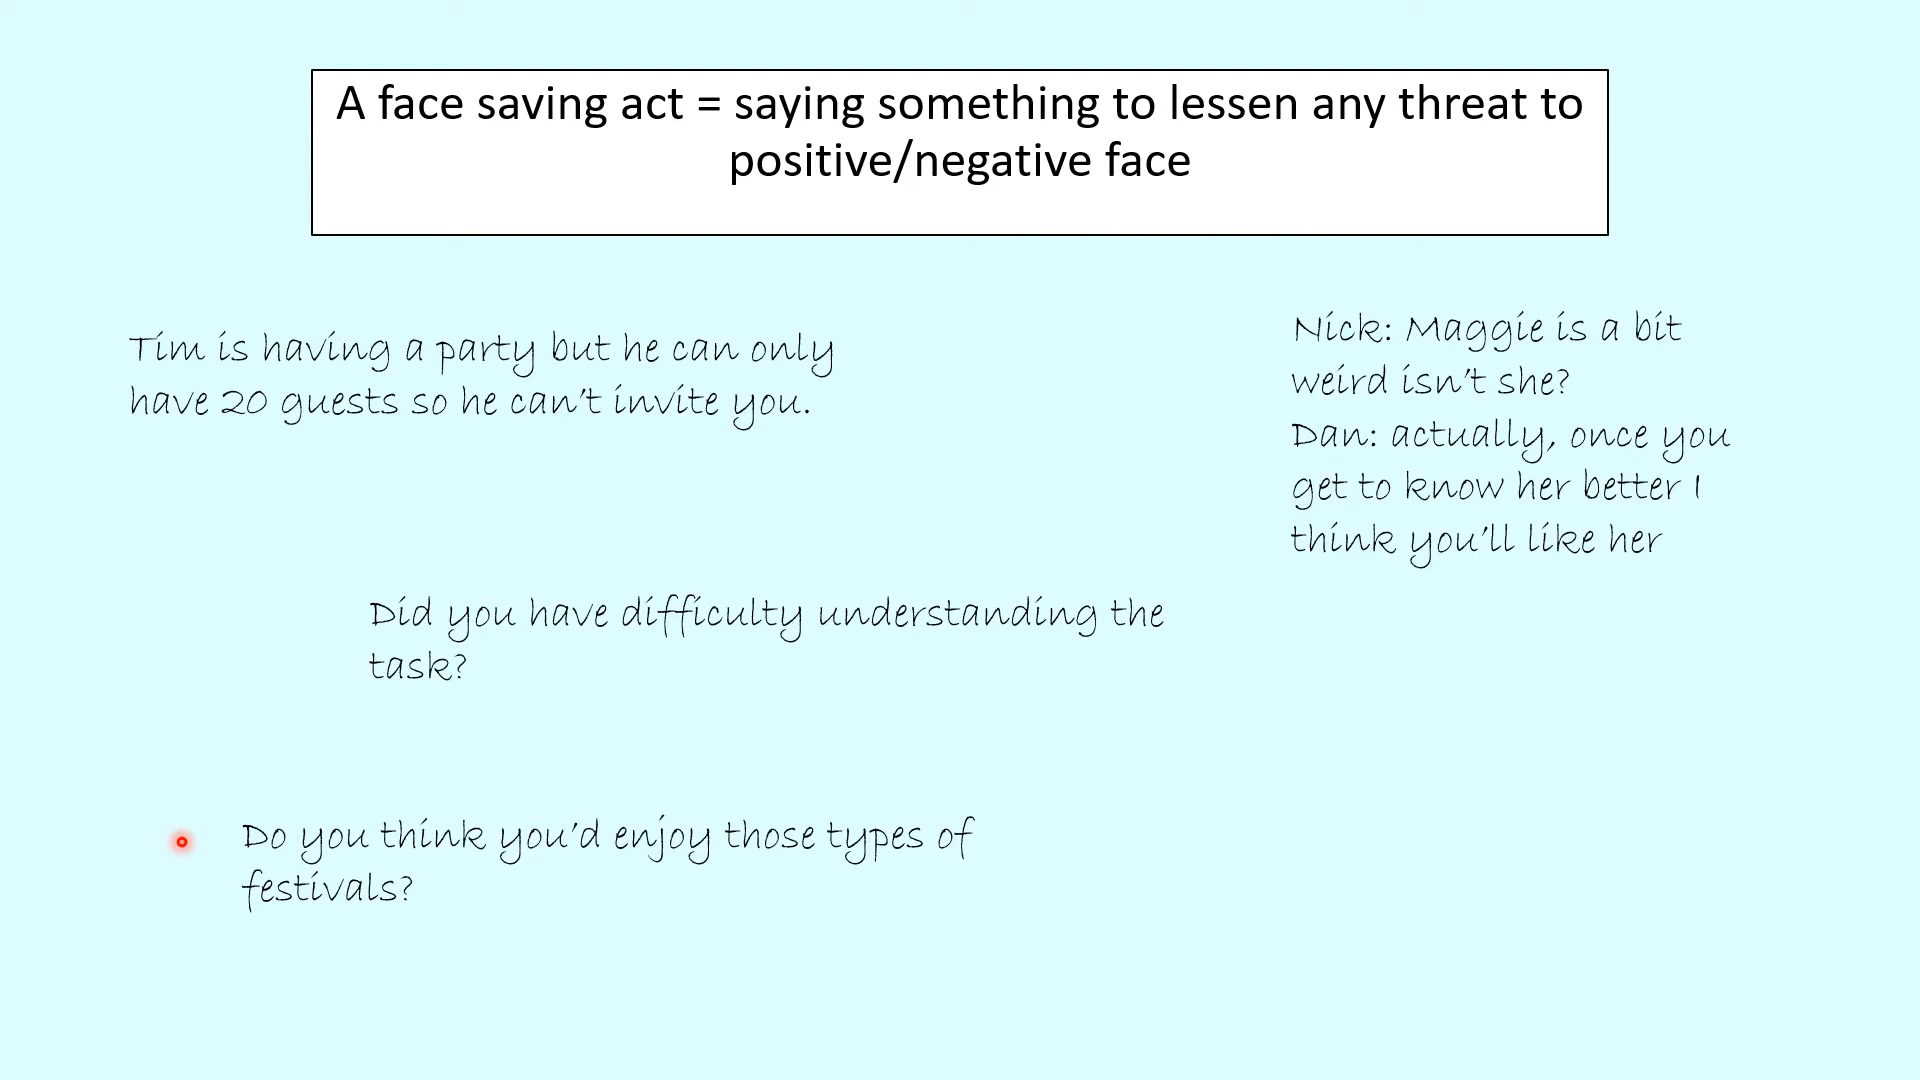 A face saving act = saying something to lessen any threat to
positive/negative face
Tim is having a party but he can only
have 20 guests so he can't invite you.
Nick: Maggie is a bit
weird isn't she?
Dan: actually, once you
get to know her better I
think you'll like her
Did you have difficulty understanding the
task?
Do you think you'd enjoy those types of
festivals?